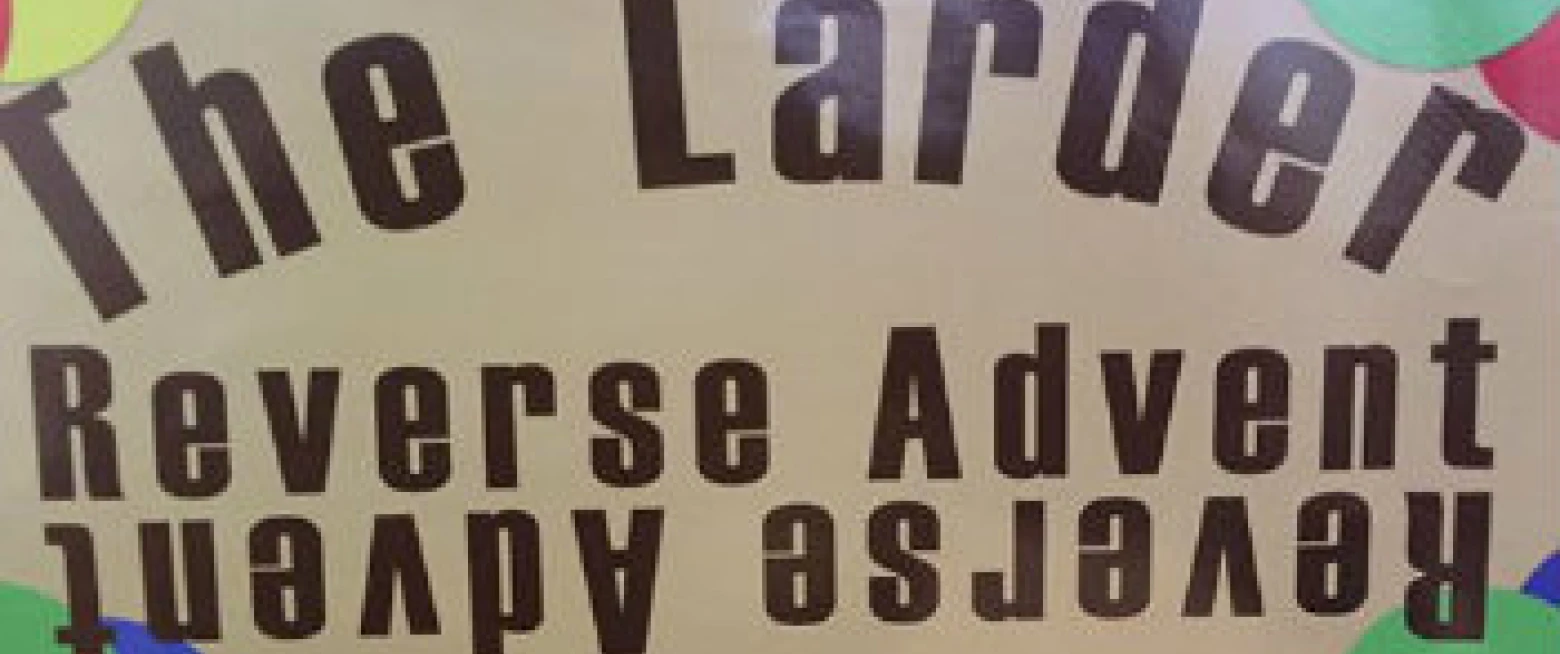 The Larder
Reverse Advent
Reverse Advent